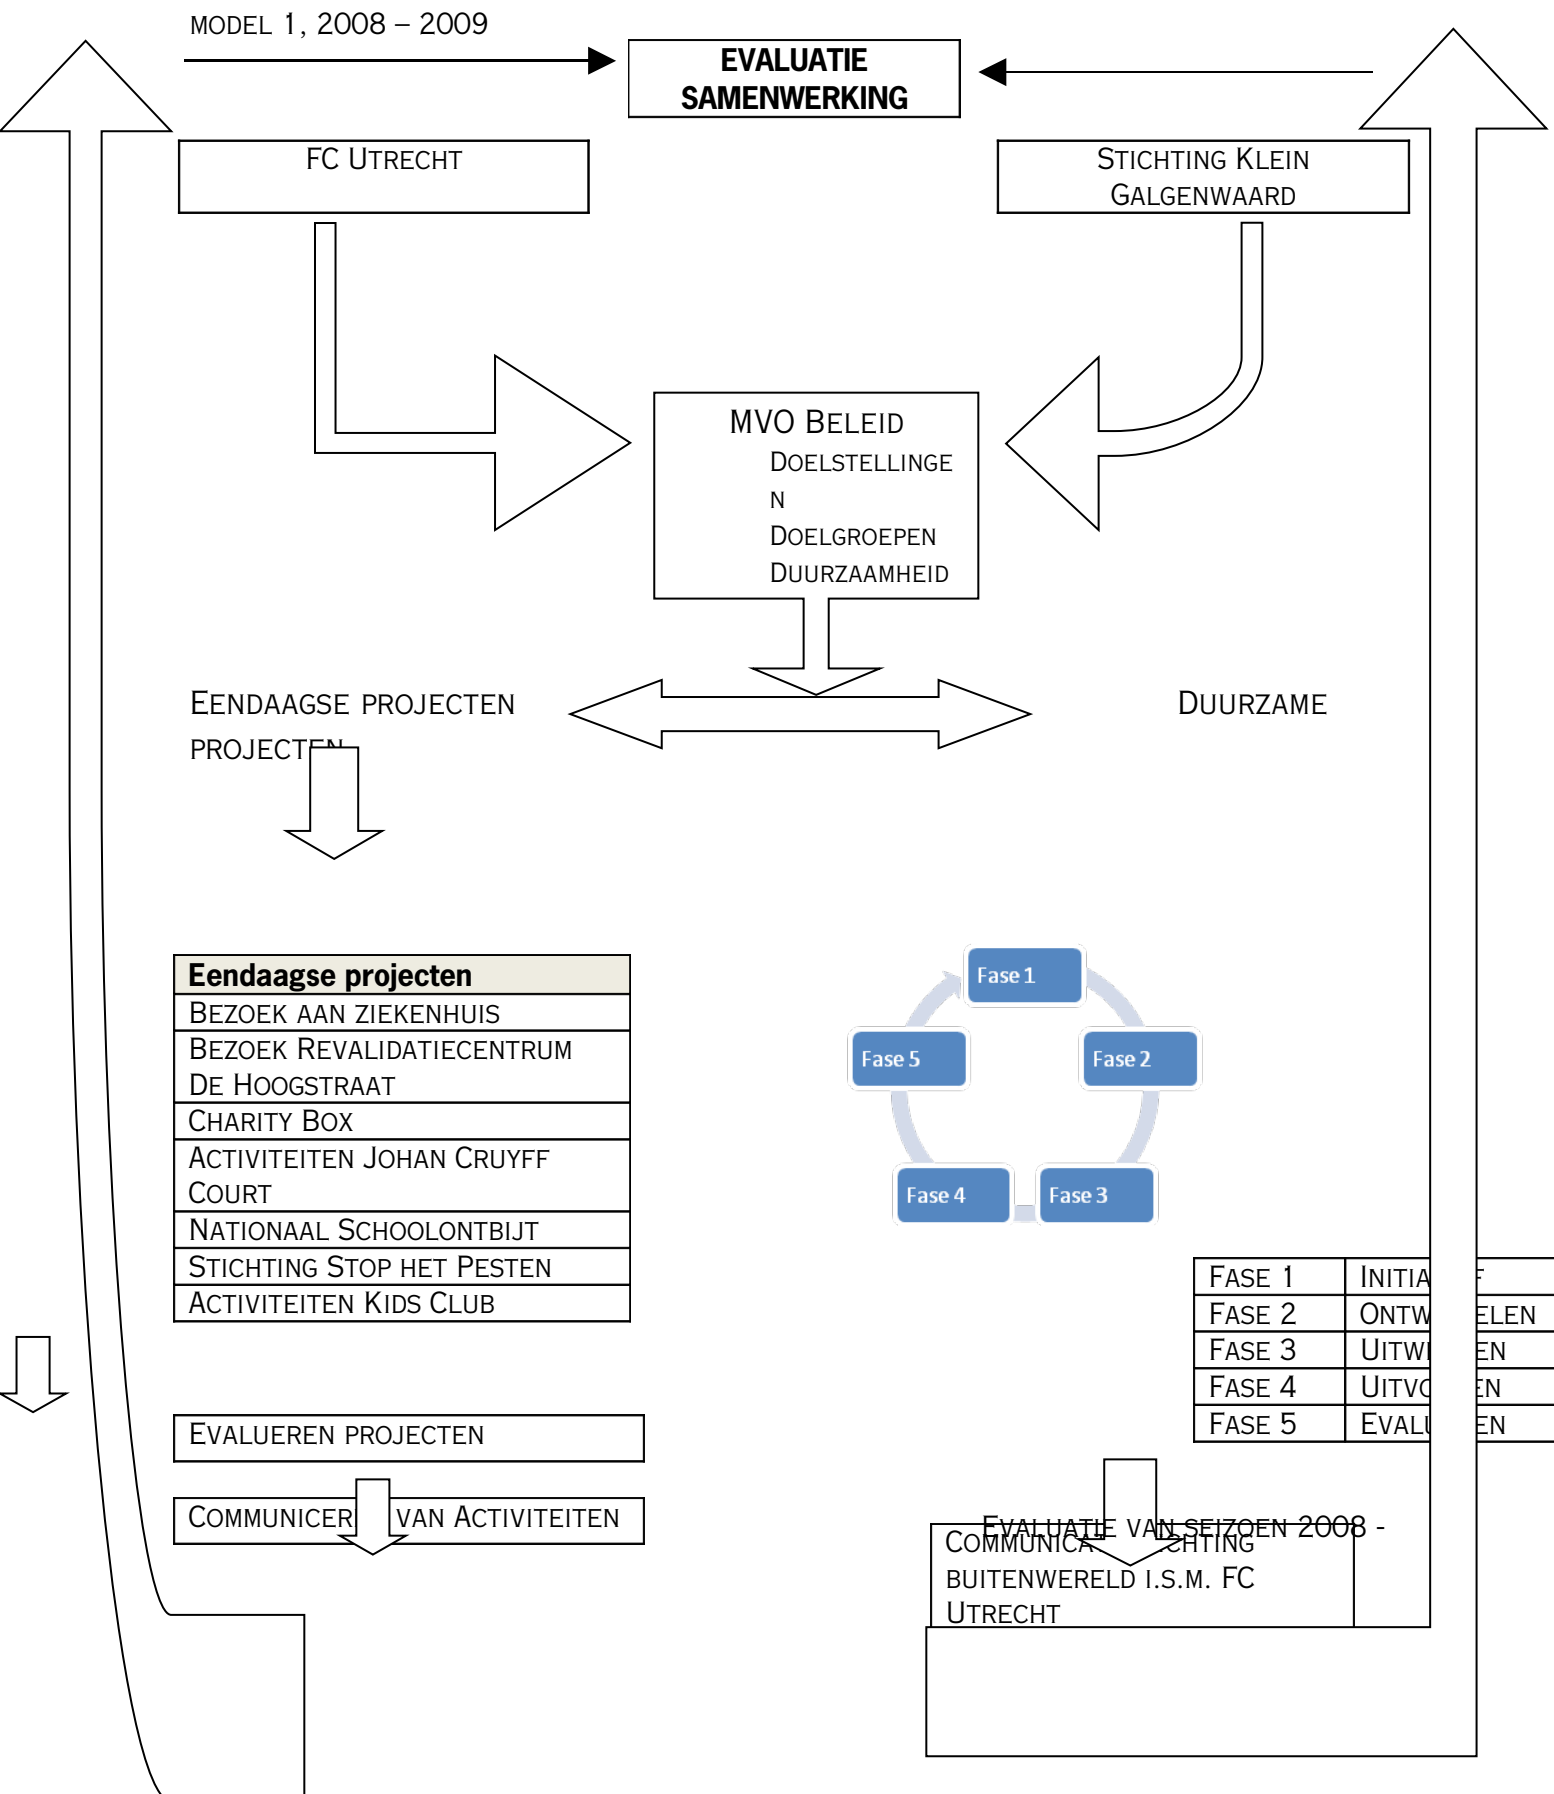 MODEL 1, 2008 – 2009
EVALUATIE
SAMENWERKING
FC UTRECHT
STICHTING KLEIN
GALGENWAARD
MVO BELEID
DOELSTELLINGE
N
DOELGROEPEN
DUURZAAMHEID
EENDAAGSE PROJECTEN DUURZAME
PROJECTEN
Eendaagse projecten
BEZOEK AAN ZIEKENHUIS
BEZOEK REVALIDATIECENTRUM
DE HOOGSTRAAT
CHARITY BOX
ACTIVITEITEN JOHAN CRUYFF
COURT
NATIONAAL SCHOOLONTBIJT
STICHTING STOP HET PESTEN
ACTIVITEITEN KIDS CLUB
Fase 1
Fase 2
Fase 3
Fase 4
Fase 5
FASE 1
FASE 2
FASE 3
FASE 4
FASE 5
EVALUEREN PROJECTEN
VAN ACTIVITEITEN
EVALUATIE VAN SEIZOEN 2008 -
BUITENWERELD I.S.M. FC
UTRECHT